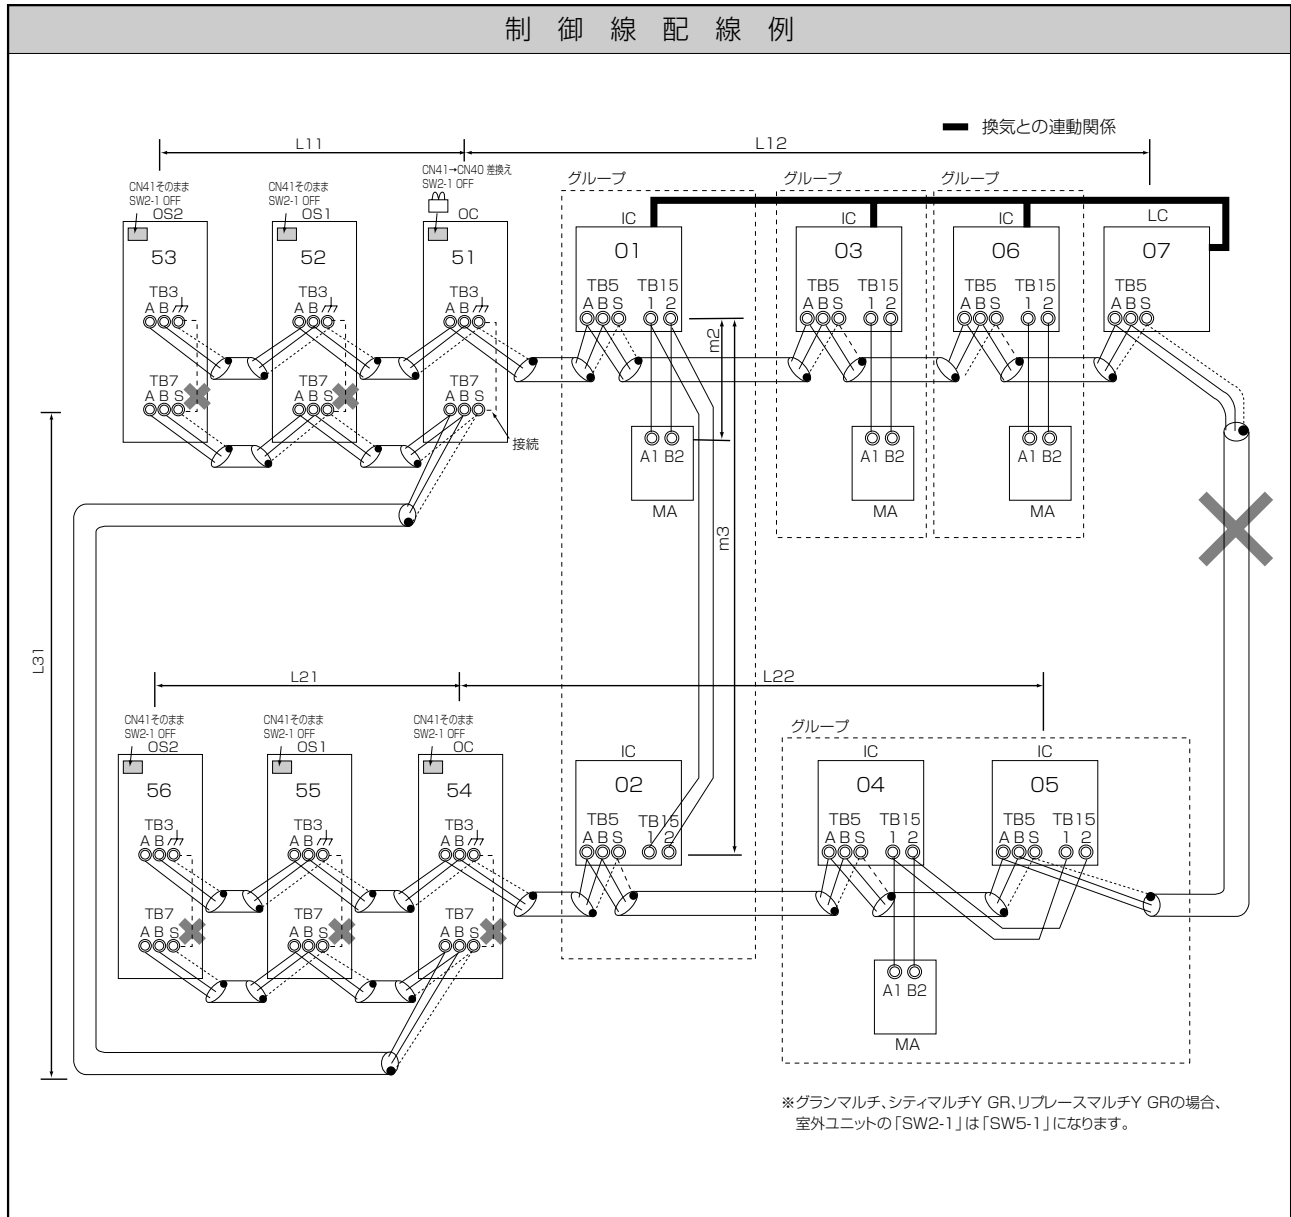 制御線配線例
換気との連動関係
L11
L12
CN41そのまま
SW2-1 OFF
OS2
CN41そのまま
SW2-1 OFF
OS1
CN41→CN40 差換え
SW2-1 OFF
OC
グループ
グループ
グループ
IC
IC
IC
LC
53
52
51
01
03
06
07
TB3
A B
TB3
A B
TB3
A B
TB5 TB15
A B S 1 2
TB5 TB15
A B S 1 2
TB5 TB15
A B S 1 2
TB5
A B S
m2
TB7
A B S
TB7
A B S
TB7
A B S
接続
A1 B2
MA
A1 B2
MA
A1 B2
MA
m3
L31
L21
L22
CN41そのまま
SW2-1 OFF
OS2
CN41そのまま
SW2-1 OFF
OS1
CN41そのまま
SW2-1 OFF
OC
グループ
IC
IC
IC
56
55
54
02
04
05
TB3
A B
TB3
A B
TB3
A B
TB5 TB15
A B S 1 2
TB5 TB15
A B S 1 2
TB5 TB15
A B S 1 2
TB7
A B S
TB7
A B S
TB7
A B S
A1 B2
MA
※グランマルチ、シティマルチY GR、リプレースマルチY GRの場合、
室外ユニットの「SW2-1」は「SW5-1」になります。